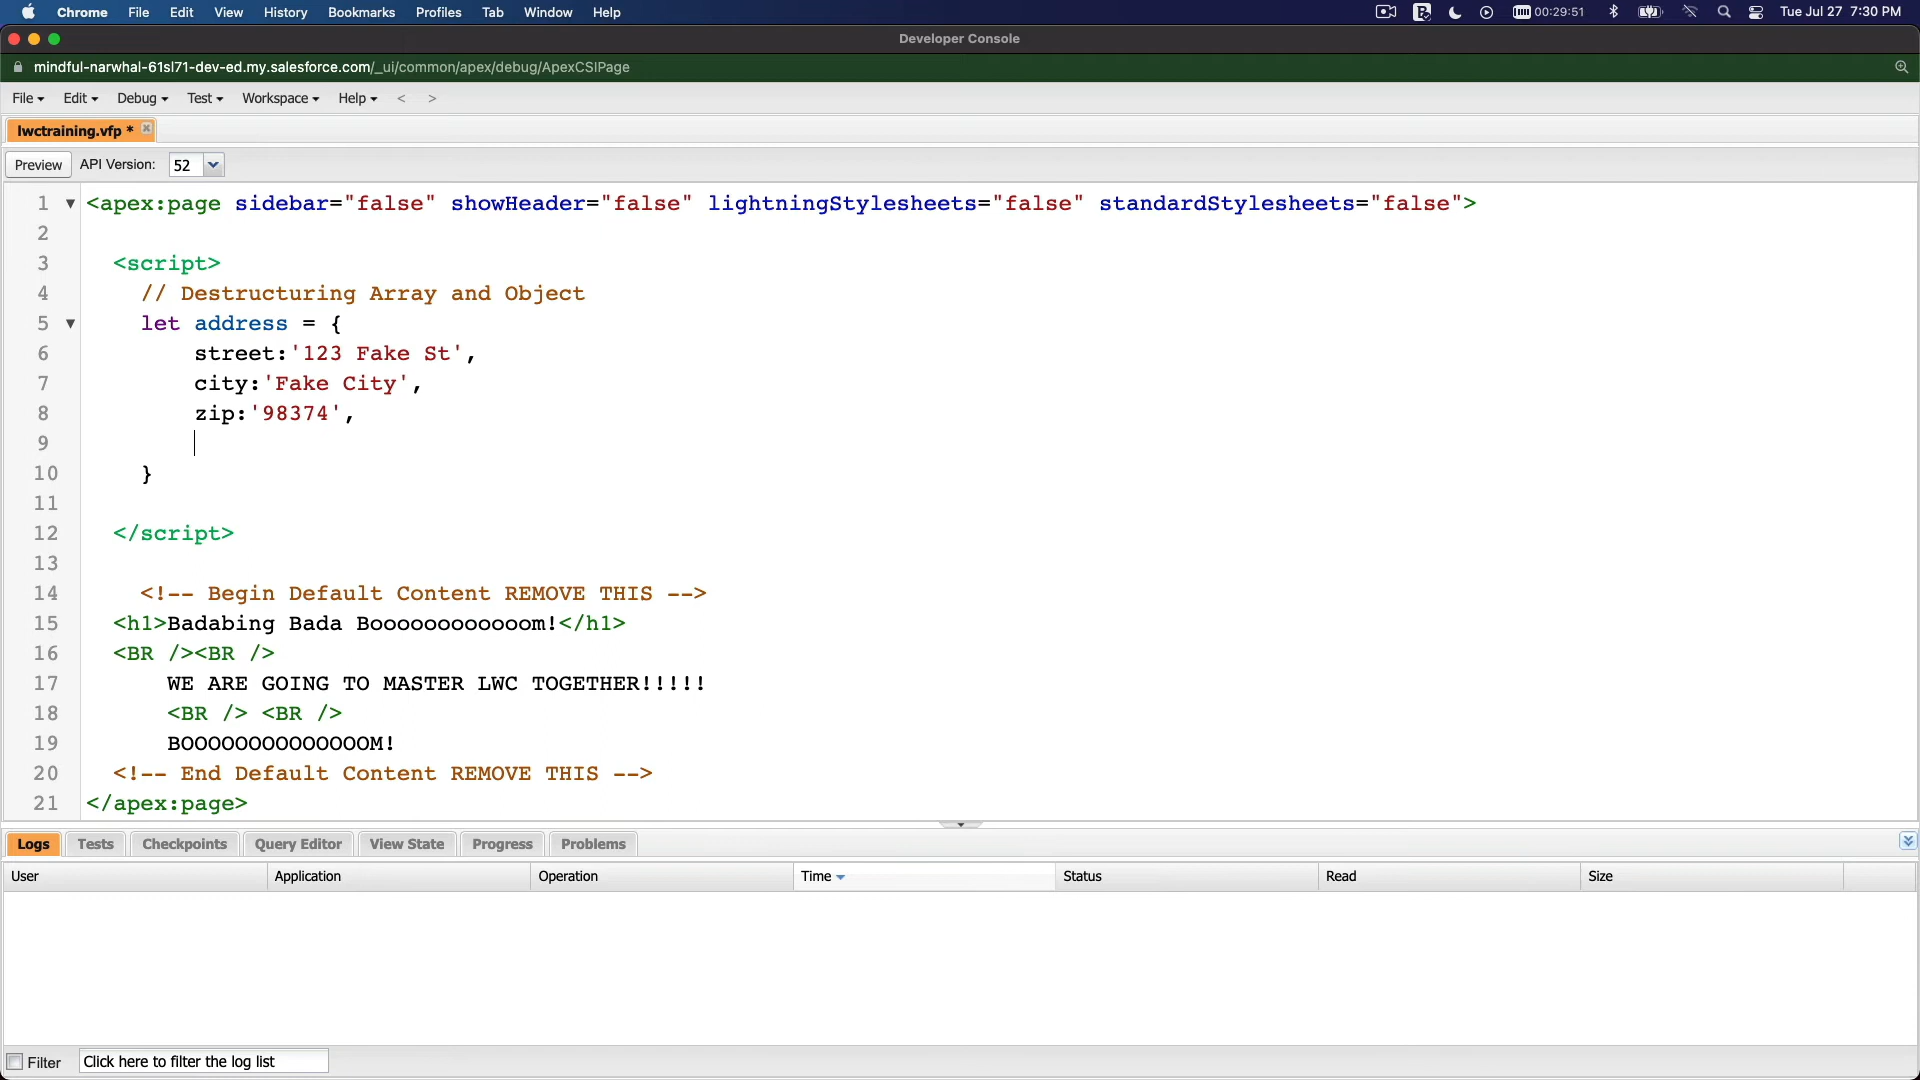 Chrome File Edit View History Bookmarks Profiles Tab Window Help 00:29:51 Tue Jul 27 7:30 PM
Developer Console
mindful-narwhal-61sl71-dev-ed.my.salesforce.com/_ui/common/apex/debug/ApexCSIPage
File Edit Debug Test Workspace Help < >
lwctraining.vfp *
Preview API Version: 52
1 <apex:page sidebar="false" showHeader="false" lightningStylesheets="false" standardStylesheets="false">
2
3 <script>
4 // Destructuring Array and Object
5 let address = {
6 street:'123 Fake St',
7 city:'Fake City',
8 zip:'98374',
9
10 }
11
12 </script>
13
14 <!-- Begin Default Content REMOVE THIS -->
15 <h1>Badabing Bada Boooooooooooom!</h1>
16 <BR /><BR />
17 WE ARE GOING TO MASTER LWC TOGETHER!!!!!
18 <BR /> <BR />
19 BOOOOOOOOOOOOOOM!
20 <!-- End Default Content REMOVE THIS -->
21 </apex:page>
Logs Tests Checkpoints Query Editor View State Progress Problems
User Application Operation Time Status Read Size
Filter Click here to filter the log list